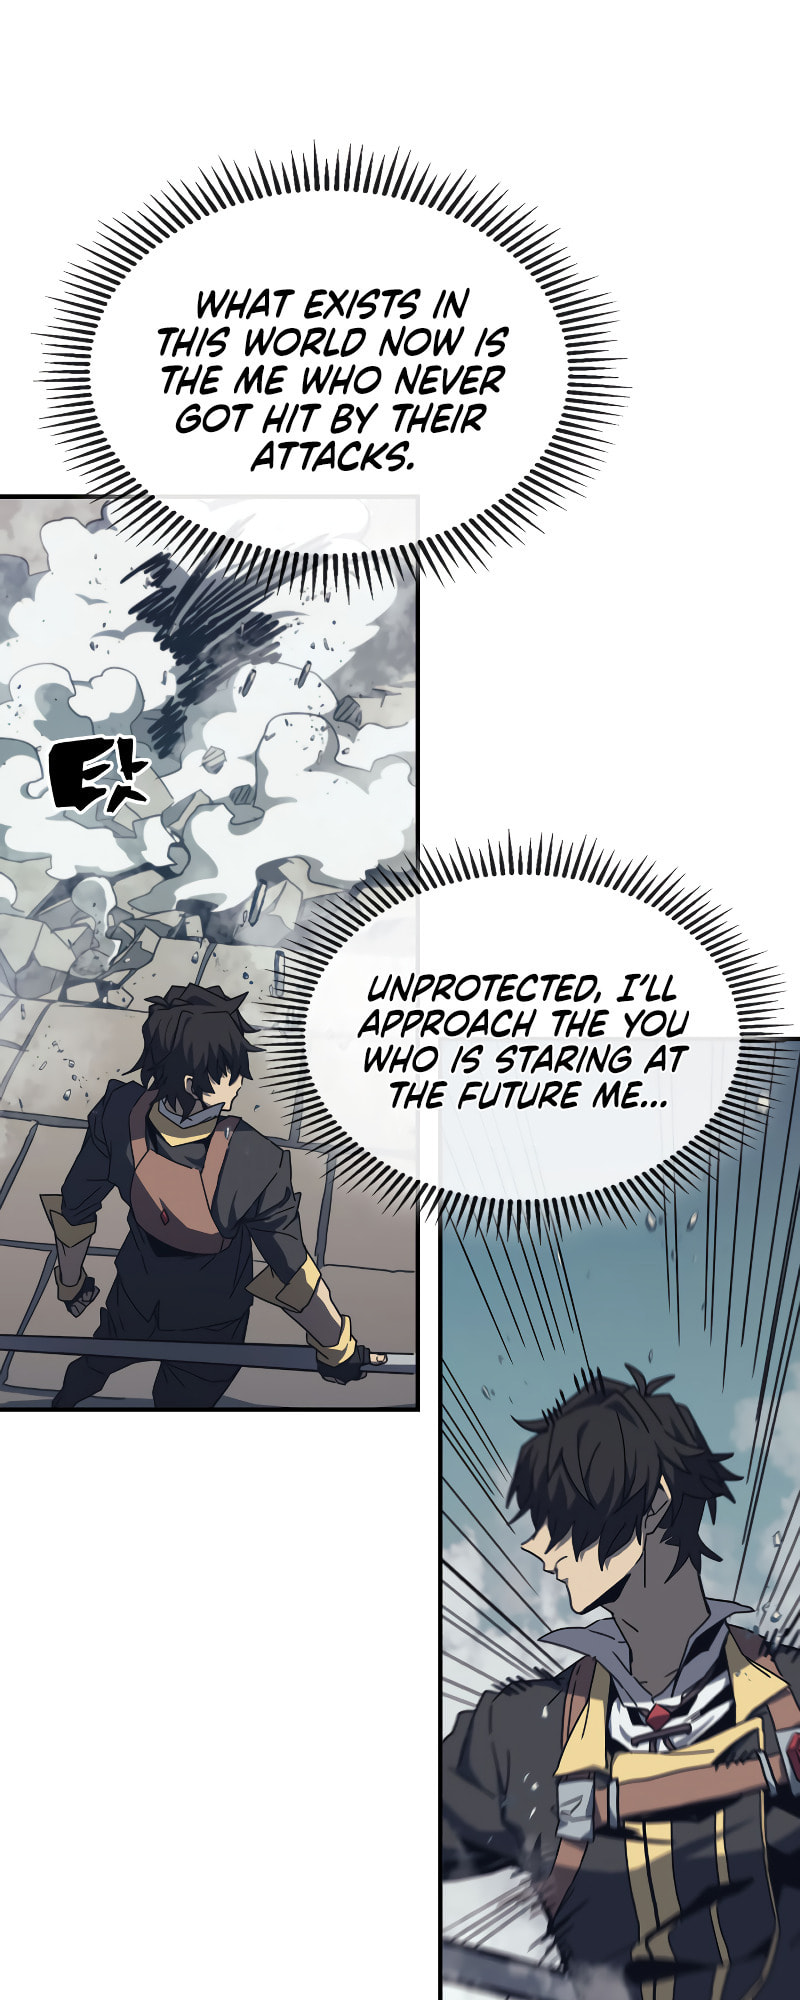 WHAT EXISTS IN
THIS WORLD NOW IS
THE ME WHO NEVER
GOT HIT BY THEIR
ATTACKS.
탓
UNPROTECTED, I'LL
APPROACH THE YOU
WHO IS STARING AT
THE FUTURE ME...